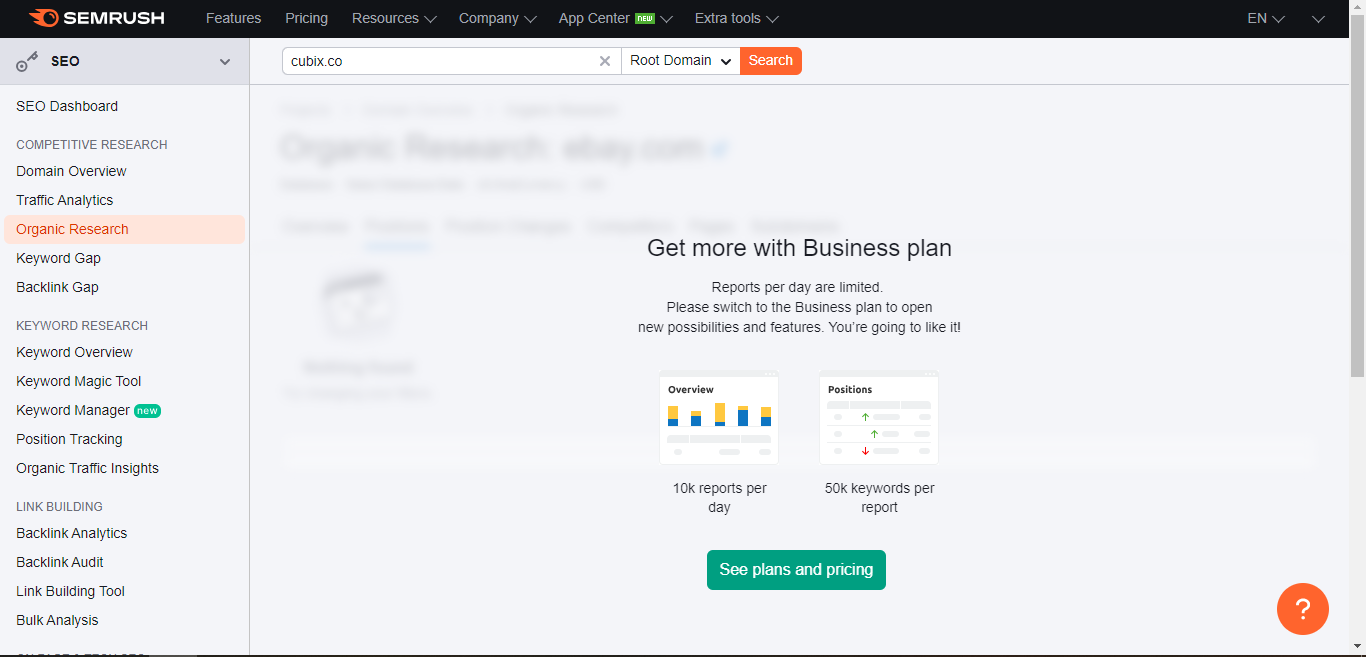 SEMRUSH
Features Pricing Resources Company App Center NEW Extra tools EN
SEO
cubix.co Root Domain Search
SEO Dashboard
COMPETITIVE RESEARCH
Domain Overview
Traffic Analytics
Organic Research
Keyword Gap
Backlink Gap
KEYWORD RESEARCH
Keyword Overview
Keyword Magic Tool
Keyword Manager new
Position Tracking
Organic Traffic Insights
LINK BUILDING
Backlink Analytics
Backlink Audit
Link Building Tool
Bulk Analysis
Organic Research: ebay.com
Get more with Business plan
Reports per day are limited.
Please switch to the Business plan to open
new possibilities and features. You're going to like it!
Overview
Positions
10k reports per
day
50k keywords per
report
See plans and pricing
?